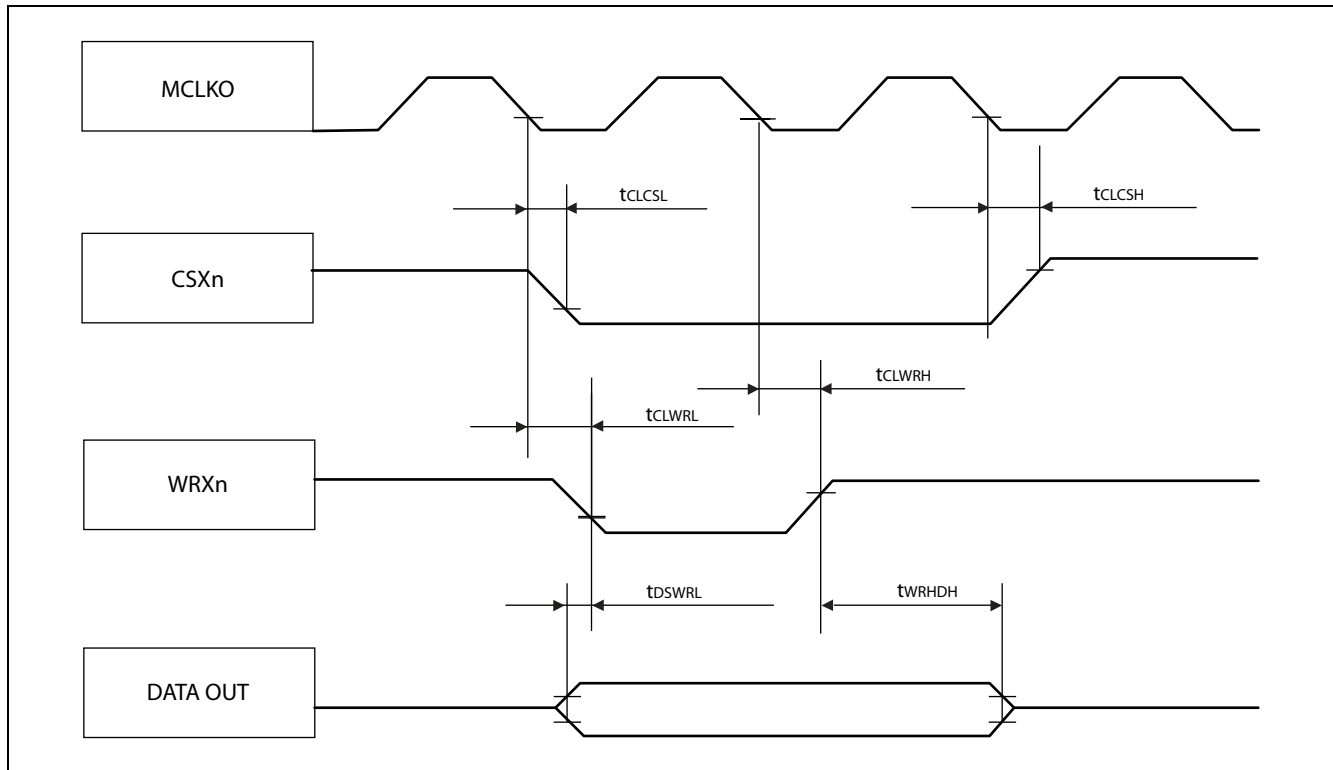 MCLKO
tCLCSL
tCLCSH
CSXn
tCLWRH
tCLWRL
WRXn
tDSWRL
tWRHDH
DATA OUT